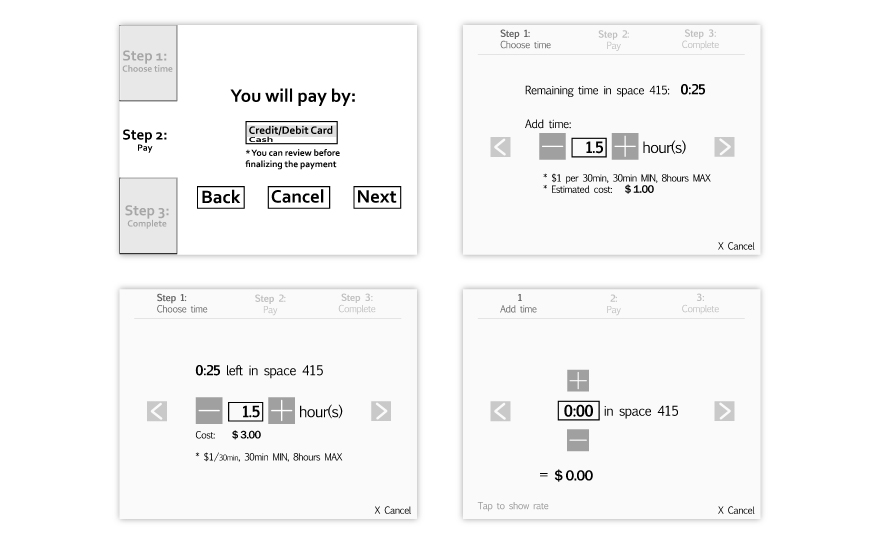 Step 1:
Choose time
Step 2:
Pay
Step 3:
Complete
You will pay by:
Credit/Debit Card
Cash
* You can review before
finalizing the payment
Back Cancel Next
Step 1: Step 2: Step 3:
Choose time Pay Complete
Remaining time in space 415: 0:25
Add time:
< — 1.5 + hour(s) >
* $1 per 30min, 30min MIN, 8hours MAX
* Estimated cost: $ 1.00
X Cancel
Step 1: Step 2: Step 3:
Choose time Pay Complete
0:25 left in space 415
< — 1.5 + hour(s) >
Cost: $ 3.00
* $1/30min, 30min MIN, 8hours MAX
X Cancel
1 2: 3:
Add time Pay Complete
+
< 0:00 in space 415 >
—
= $ 0.00
Tap to show rate
X Cancel